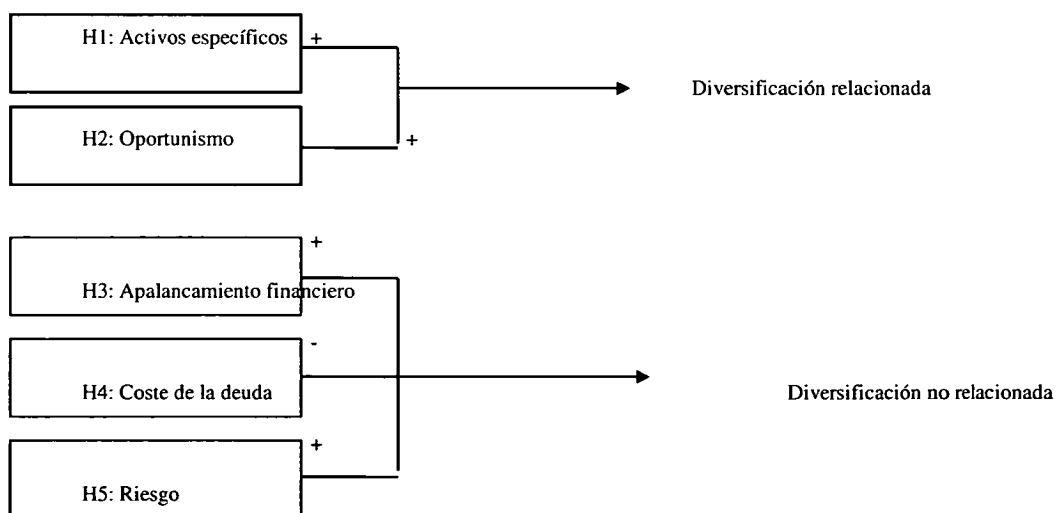 H1: Activos específicos
+
Diversificación relacionada
H2: Oportunismo
+
+
H3: Apalancamiento financiero
-
H4: Coste de la deuda
Diversificación no relacionada
+
H5: Riesgo